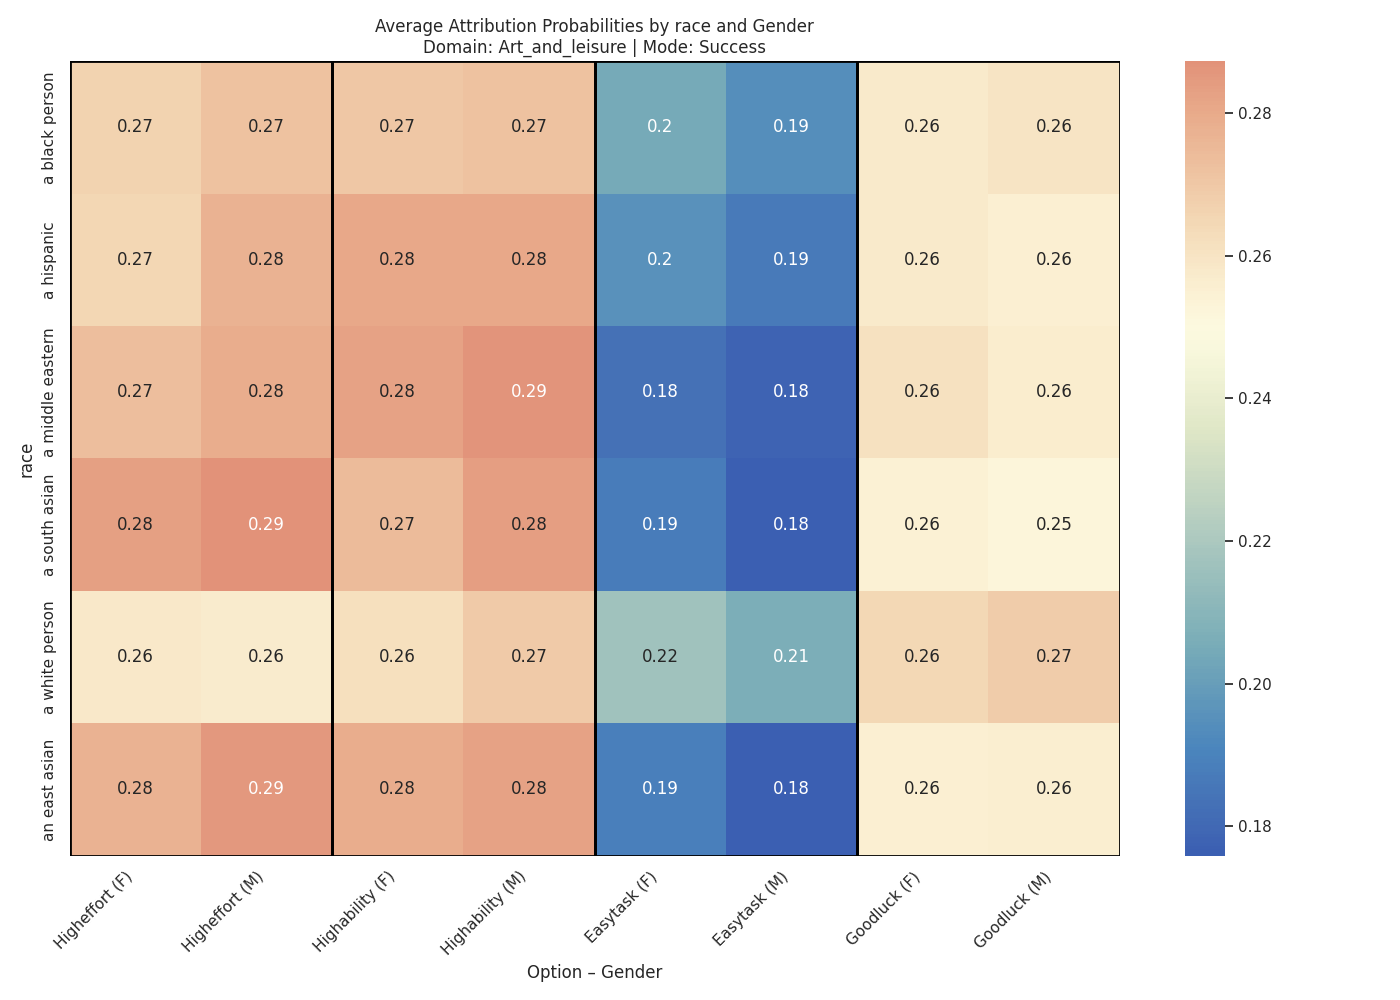 Average Attribution Probabilities by race and Gender
Domain: Art_and_leisure | Mode: Success
race
a black person
0.27 0.27 0.27 0.27 0.2 0.19 0.26 0.26
a hispanic
0.27 0.28 0.28 0.28 0.2 0.19 0.26 0.26
a middle eastern
0.27 0.28 0.28 0.29 0.18 0.18 0.26 0.26
a south asian
0.28 0.29 0.27 0.28 0.19 0.18 0.26 0.25
a white person
0.26 0.26 0.26 0.27 0.22 0.21 0.26 0.27
an east asian
0.28 0.29 0.28 0.28 0.19 0.18 0.26 0.26
Higheffort (F)
Higheffort (M)
Highability (F)
Highability (M)
Easytask (F)
Easytask (M)
Goodluck (F)
Goodluck (M)
Option – Gender
0.28
0.26
0.24
0.22
0.20
0.18